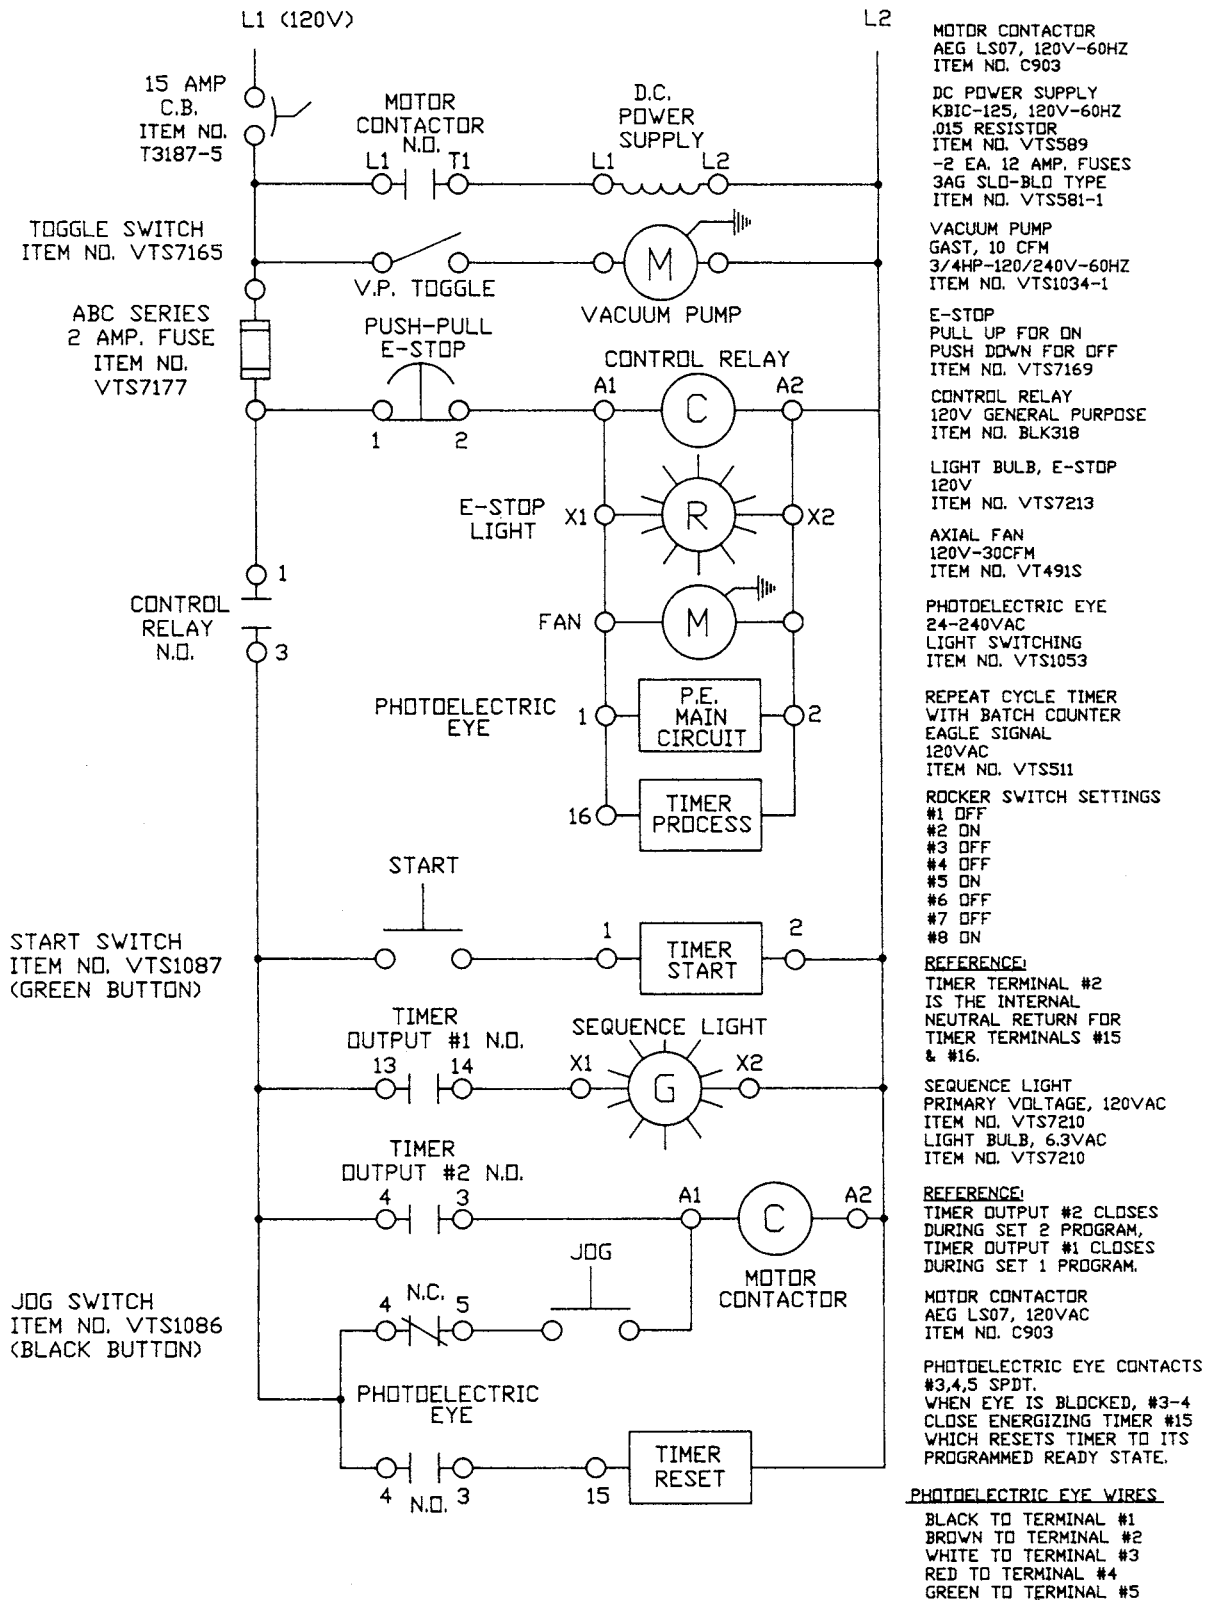 L1 (120V)
L2
15 AMP
C.B.
ITEM NO.
T3187-5
MOTOR
CONTACTOR
N.O.
L1
T1
D.C.
POWER
SUPPLY
L1
L2
TOGGLE SWITCH
ITEM NO. VTS7165
V.P. TOGGLE
M
VACUUM PUMP
ABC SERIES
2 AMP. FUSE
ITEM NO.
VTS7177
PUSH-PULL
E-STOP
1
2
CONTROL RELAY
A1
C
A2
E-STOP
LIGHT
X1
R
X2
FAN
M
CONTROL
RELAY
N.O.
1
3
PHOTOELECTRIC
EYE
1
P.E.
MAIN
CIRCUIT
2
16
TIMER
PROCESS
START
START SWITCH
ITEM NO. VTS1087
(GREEN BUTTON)
1
TIMER
START
2
TIMER
OUTPUT #1 N.O.
13
14
SEQUENCE LIGHT
X1
G
X2
TIMER
OUTPUT #2 N.O.
4
3
A1
C
A2
MOTOR
CONTACTOR
JOG
JOG SWITCH
ITEM NO. VTS1086
(BLACK BUTTON)
4
N.C.
5
PHOTOELECTRIC
EYE
4
N.O.
3
15
TIMER
RESET
MOTOR CONTACTOR
AEG LS07, 120V-60HZ
ITEM NO. C903
DC POWER SUPPLY
KBIC-125, 120V-60HZ
.015 RESISTOR
ITEM NO. VTS589
-2 EA. 12 AMP. FUSES
3AG SLO-BLO TYPE
ITEM NO. VTS581-1
VACUUM PUMP
GAST, 10 CFM
3/4HP-120/240V-60HZ
ITEM NO. VTS1034-1
E-STOP
PULL UP FOR ON
PUSH DOWN FOR OFF
ITEM NO. VTS7169
CONTROL RELAY
120V GENERAL PURPOSE
ITEM NO. BLK318
LIGHT BULB, E-STOP
120V
ITEM NO. VTS7213
AXIAL FAN
120V-30CFM
ITEM NO. VT491S
PHOTOELECTRIC EYE
24-240VAC
LIGHT SWITCHING
ITEM NO. VTS1053
REPEAT CYCLE TIMER
WITH BATCH COUNTER
EAGLE SIGNAL
120VAC
ITEM NO. VTS511
ROCKER SWITCH SETTINGS
#1 OFF
#2 ON
#3 OFF
#4 OFF
#5 ON
#6 OFF
#7 OFF
#8 ON
REFERENCE:
TIMER TERMINAL #2
IS THE INTERNAL
NEUTRAL RETURN FOR
TIMER TERMINALS #15
& #16.
SEQUENCE LIGHT
PRIMARY VOLTAGE, 120VAC
ITEM NO. VTS7210
LIGHT BULB, 6.3VAC
ITEM NO. VTS7210
REFERENCE:
TIMER OUTPUT #2 CLOSES
DURING SET 2 PROGRAM,
TIMER OUTPUT #1 CLOSES
DURING SET 1 PROGRAM.
MOTOR CONTACTOR
AEG LS07, 120VAC
ITEM NO. C903
PHOTOELECTRIC EYE CONTACTS
#3,4,5 SPDT.
WHEN EYE IS BLOCKED, #3-4
CLOSE ENERGIZING TIMER #15
WHICH RESETS TIMER TO ITS
PROGRAMMED READY STATE.
PHOTOELECTRIC EYE WIRES
BLACK TO TERMINAL #1
BROWN TO TERMINAL #2
WHITE TO TERMINAL #3
RED TO TERMINAL #4
GREEN TO TERMINAL #5